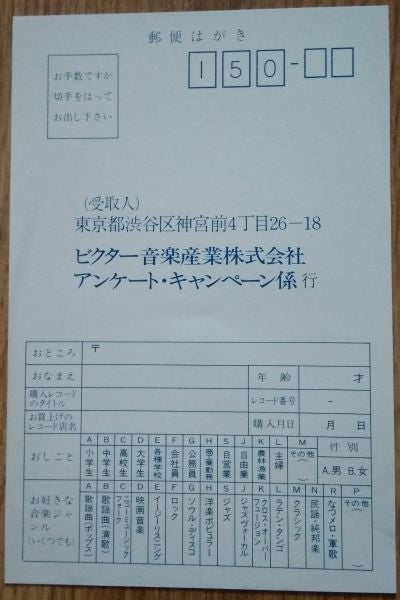 郵便はがき
お手数ですが
切手をはって
お出し下さい
150-
(受取人)
東京都渋谷区神宮前4丁目26-18
ビクター音楽産業株式会社
アンケート・キャンペーン係 行
おところ 〒
おなまえ 年齢 才
購入レコードのタイトル レコード番号 -
お買上げのレコード店名 購入月日 月 日
おしごと
A 小学生
B 中学生
C 高校生
D 大学生
E 各種学校
F 会社員
G 公務員
H 商工業勤務
S 自営業
J 自由業
K 農林漁業
L 主婦
M その他( )
性別
A,男 B,女
お好きな音楽ジャンル(いくつでも)
A 歌謡曲(ポップス)
B 歌謡曲(演歌)
C ニューミュージック フォーク
D 映画音楽
E イージーリスニング
F ロック
G ソウル・ディスコ
H 洋楽ポピュラー
S ジャズ
J ジャズヴォーカル
K クロス・オーバー フュージョン
L ラテン・タンゴ
M クラシック
N 民謡・純邦楽
R なつメロ・軍歌
P その他( )